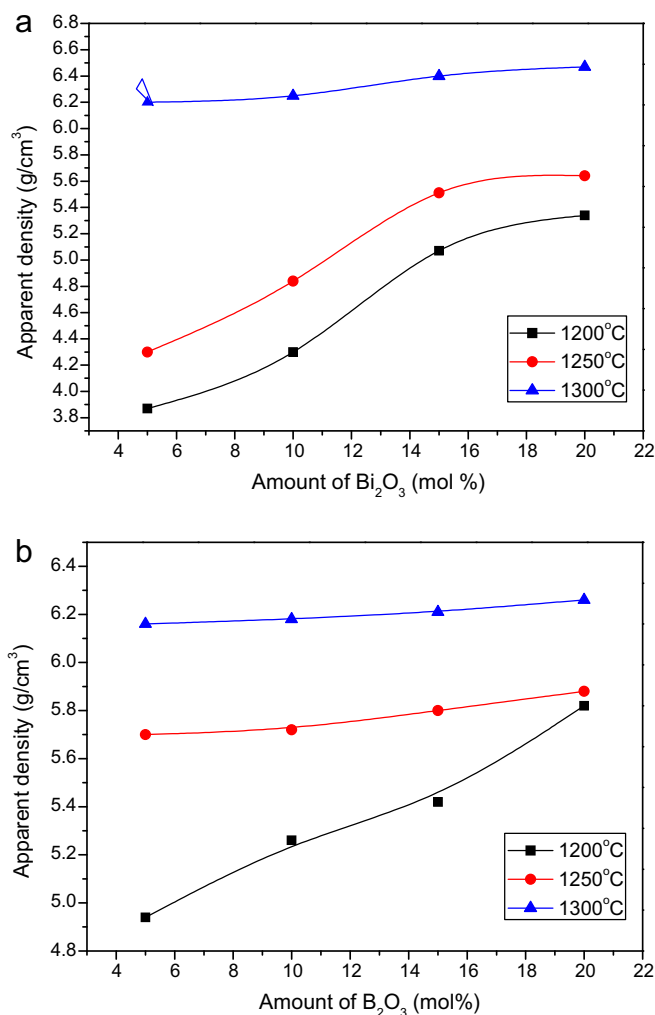 a
6.8
6.6
6.4
6.2
6.0
5.8
5.6
5.4
5.2
5.0
4.8
4.6
4.4
4.2
4.0
3.8
Apparent density (g/cm³)
1200°C
1250°C
1300°C
4 6 8 10 12 14 16 18 20 22
Amount of Bi₂O₃ (mol %)
b
6.4
6.2
6.0
5.8
5.6
5.4
5.2
5.0
4.8
Apparent density (g/cm³)
1200°C
1250°C
1300°C
4 6 8 10 12 14 16 18 20 22
Amount of B₂O₃ (mol%)